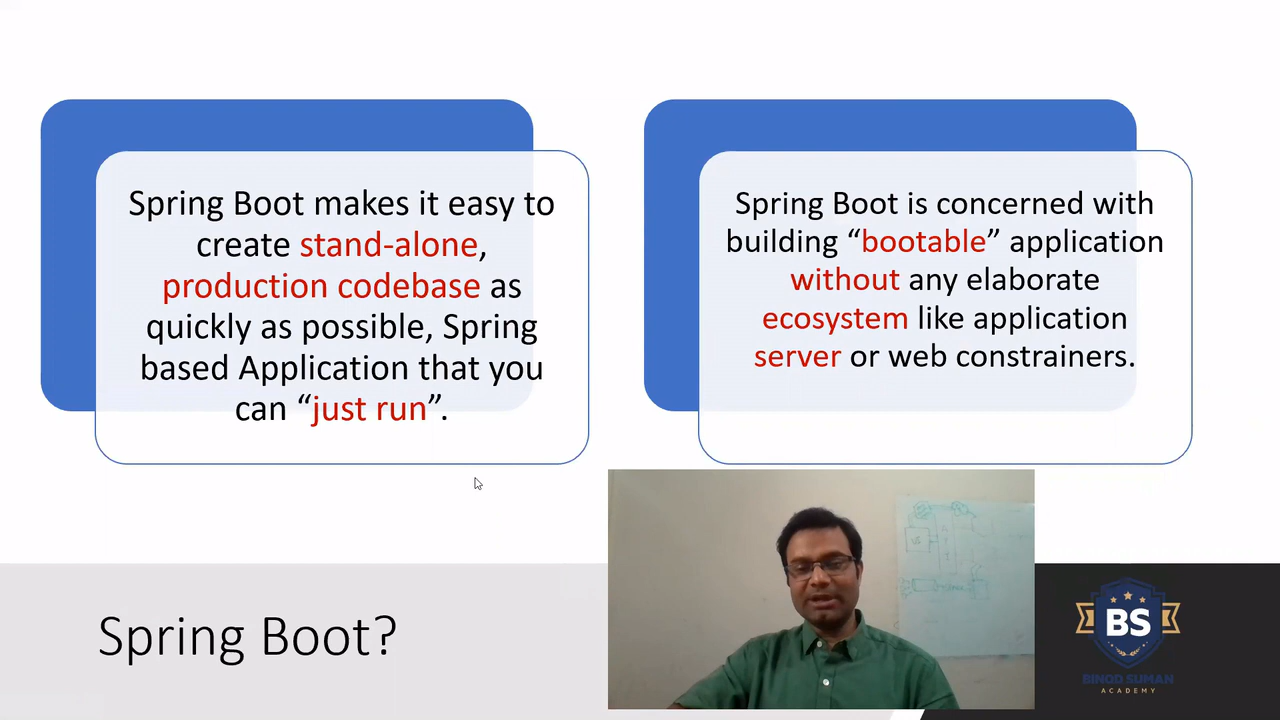 Spring Boot makes it easy to
create stand-alone,
production codebase as
quickly as possible, Spring
based Application that you
can “just run”.
Spring Boot is concerned with
building “bootable” application
without any elaborate
ecosystem like application
server or web constrainers.
Spring Boot?
BS
BINOD SUMAN
ACADEMY